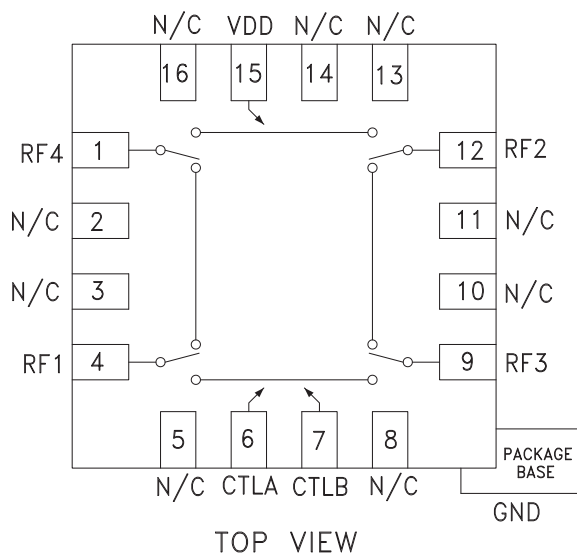 N/C VDD N/C N/C
16 15 14 13
RF4 1 12 RF2
N/C 2 11 N/C
N/C 3 10 N/C
RF1 4 9 RF3
5 6 7 8
N/C CTLA CTLB N/C
PACKAGE
BASE
GND
TOP VIEW